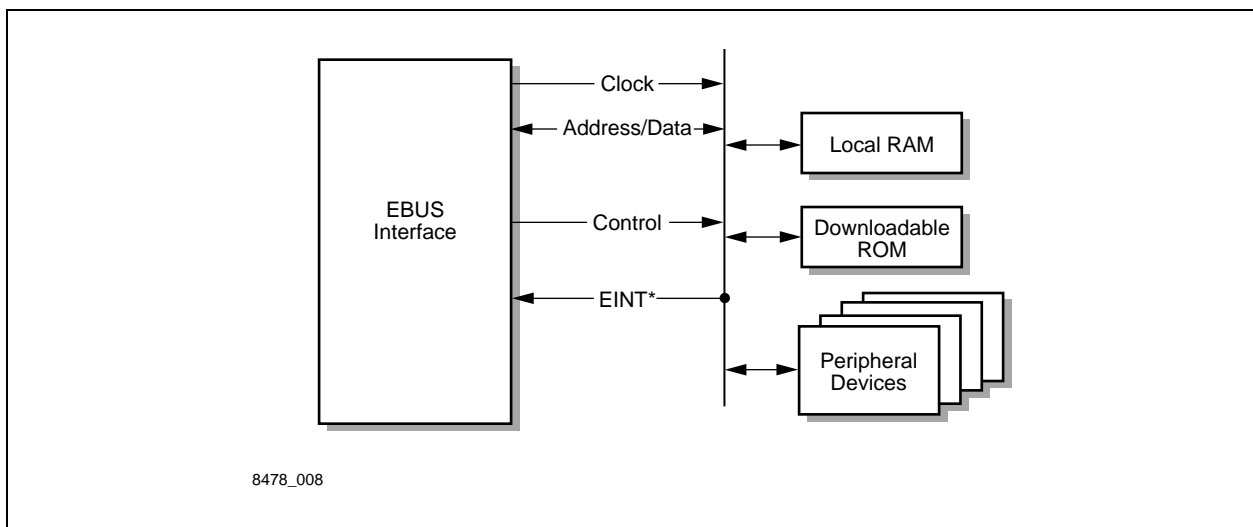 Clock
Address/Data
Local RAM
EBUS
Interface
Control
Downloadable
ROM
EINT*
Peripheral
Devices
8478_008